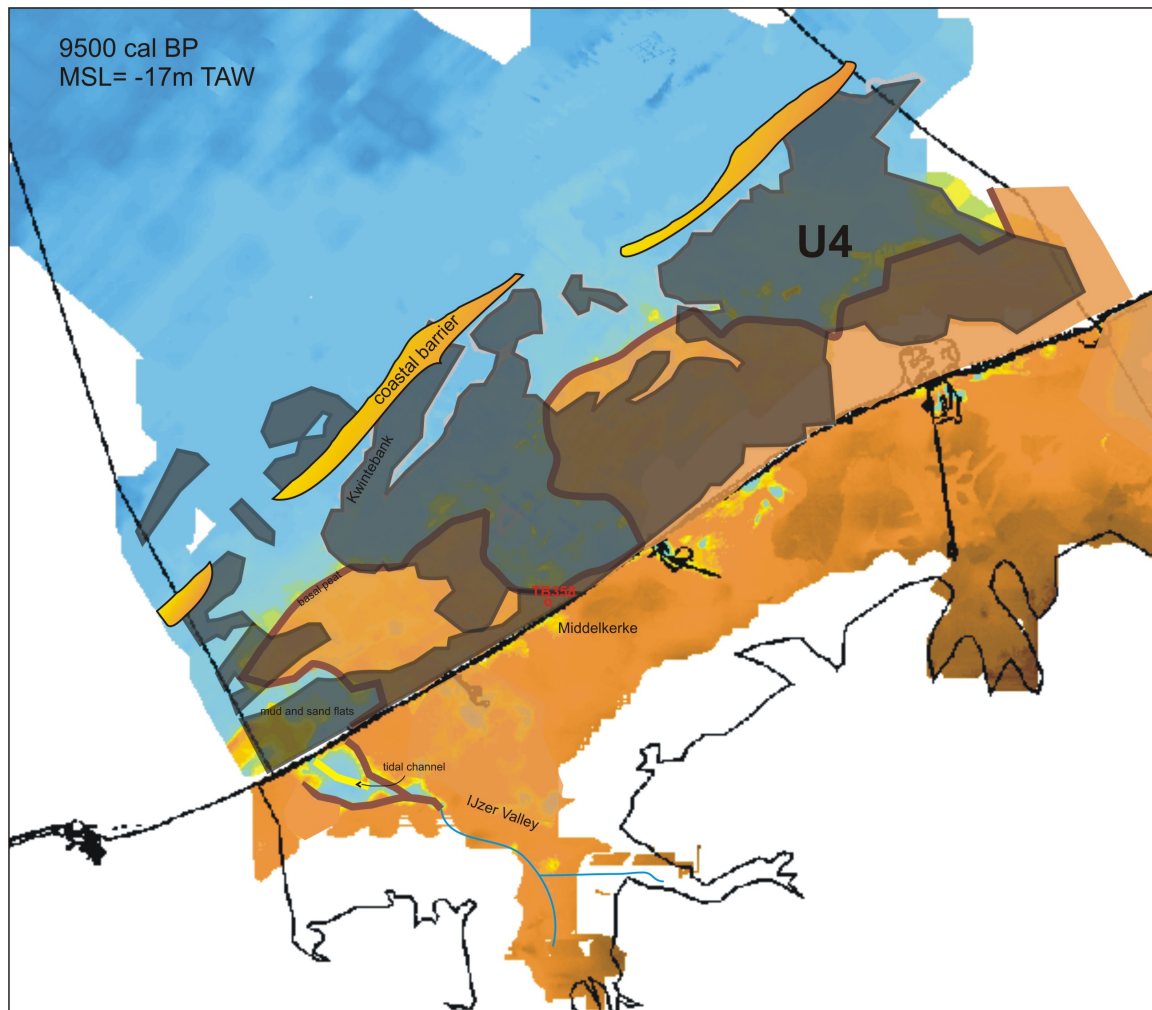 9500 cal BP
MSL= -17m TAW
U4
coastal barrier
Kwintebank
basal peat
TB358
Middelkerke
mud and sand flats
tidal channel
IJzer Valley